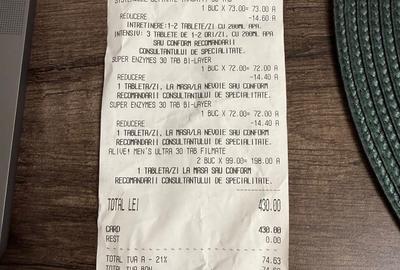 1 BUC X 73.00= 73.00 A
REDUCERE -14.60 A
INTRETINERE:1-2 TABLETE/ZI CU 200ML APA
INTENSIV: 3 TABLETE DE 1-2 ORI/ZI, CU 200ML APA
SAU CONFORM RECOMANDARII
CONSULTANTULUI DE SPECIALITATE.
SUPER ENZYMES 30 TAB BI-LAYER
1 BUC X 72.00= 72.00 A
REDUCERE -14.40 A
1 TABLETA/ZI, LA MASA/LA NEVOIE SAU CONFORM
RECOMANDARII CONSULTANTULUI DE SPECIALITATE.
SUPER ENZYMES 30 TAB BI-LAYER
1 BUC X 72.00= 72.00 A
REDUCERE -14.40 A
1 TABLETA/ZI, LA MASA/LA NEVOIE SAU CONFORM
RECOMANDARII CONSULTANTULUI DE SPECIALITATE.
ALIVE! MEN'S ULTRA 30 TAB FILMATE
2 BUC X 99.00= 198.00 A
1 TABLETA/ZI LA MASA SAU CONFORM
RECOMANDARII CONSULTANTULUI DE SPECIALITATE.
TOTAL LEI 430.00
CARD 430.00
REST 0.00
TOTAL TVA A - 21% 74.63
TOTAL TVA BON 74.63